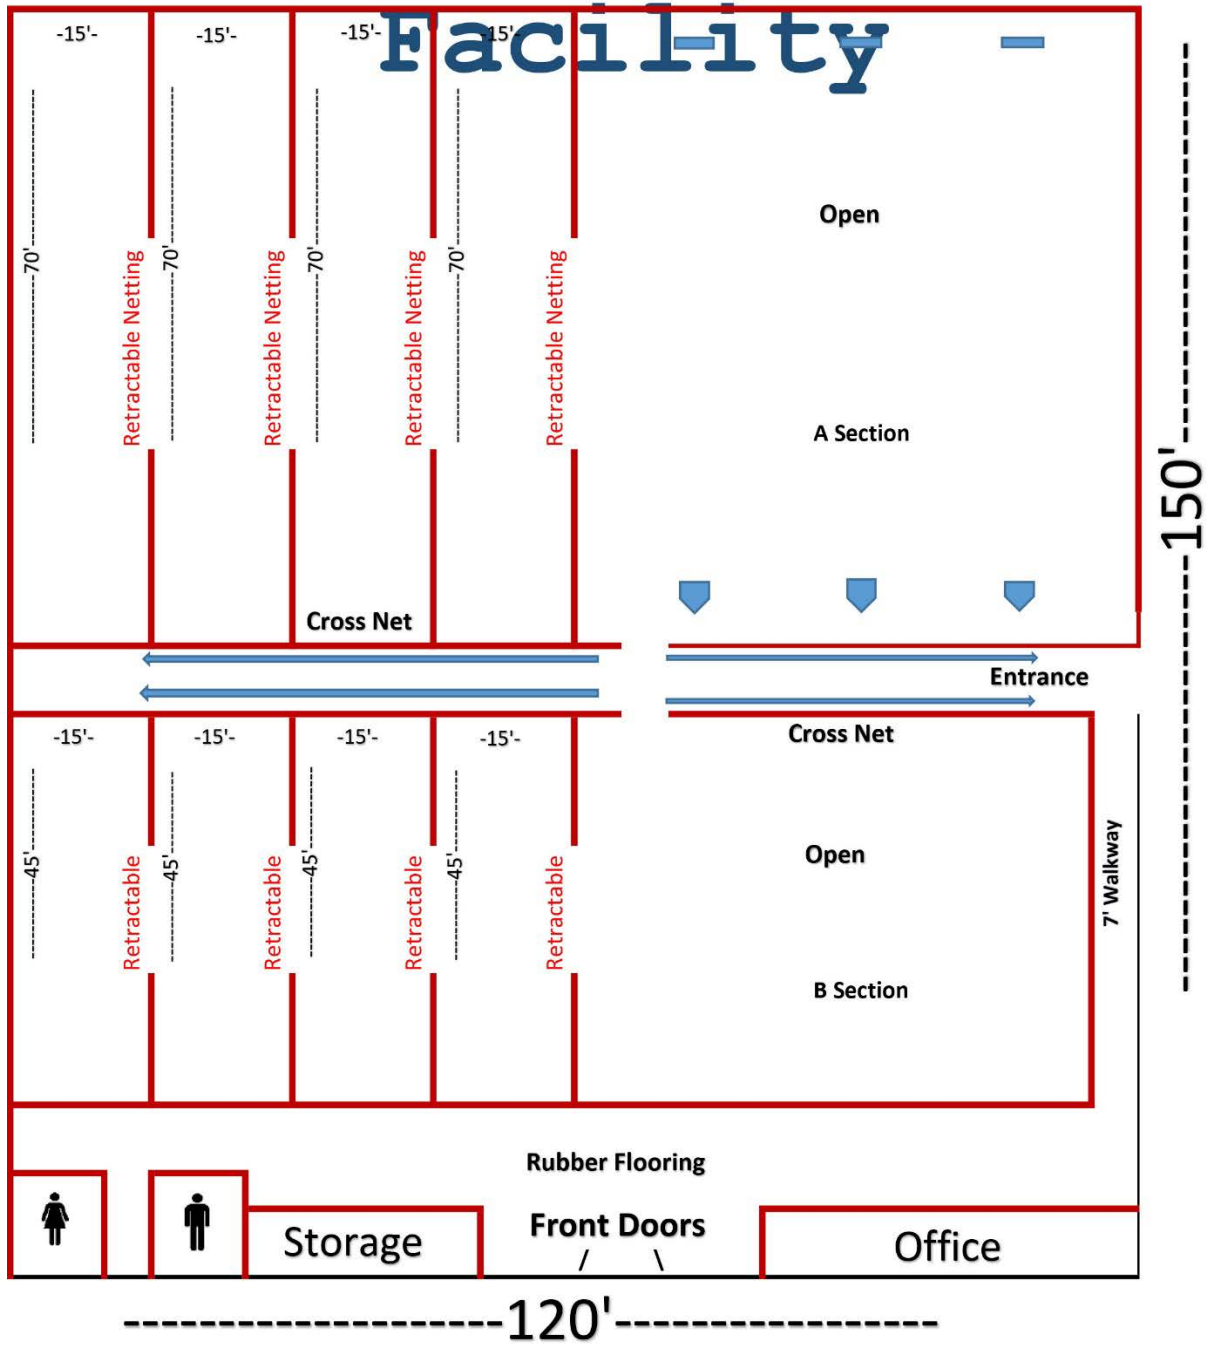 Facility
-15'-
-15'-
-15'-
-15'-
Open
70'
70'
70'
70'
Retractable Netting
Retractable Netting
Retractable Netting
Retractable Netting
A Section
150'
Cross Net
Entrance
Cross Net
-15'-
-15'-
-15'-
-15'-
45'
45'
45'
45'
Retractable
Retractable
Retractable
Retractable
Open
7' Walkway
B Section
Rubber Flooring
Front Doors
Storage
Office
120'